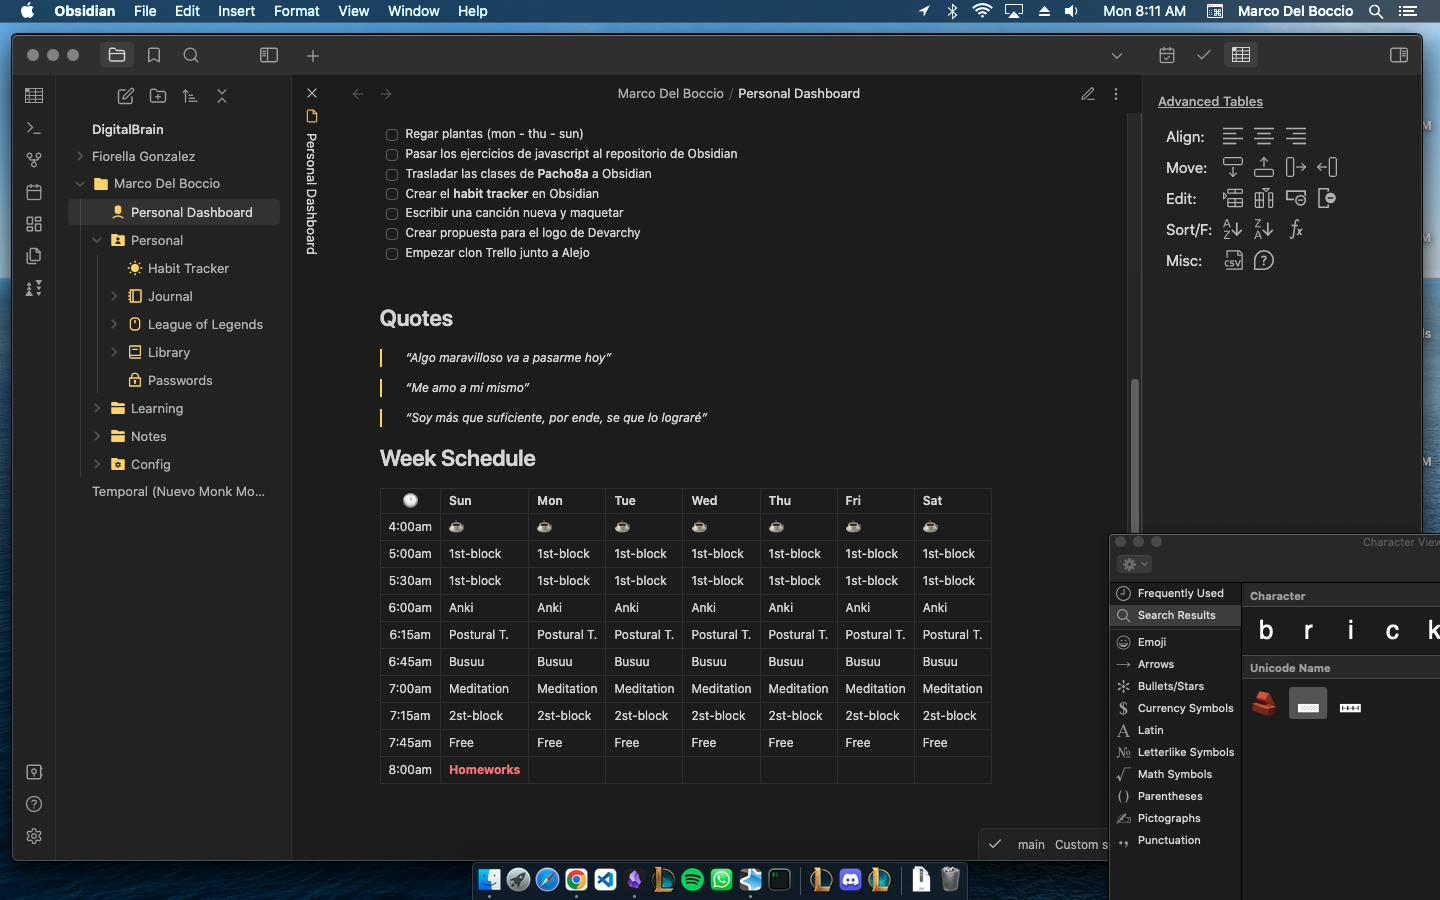 Obsidian File Edit Insert Format View Window Help Mon 8:11 AM Marco Del Boccio
Marco Del Boccio / Personal Dashboard
DigitalBrain
Fiorella Gonzalez
Marco Del Boccio
Personal Dashboard
Personal
Habit Tracker
Journal
League of Legends
Library
Passwords
Learning
Notes
Config
Temporal (Nuevo Monk Mo...
Personal Dashboard
Regar plantas (mon - thu - sun)
Pasar los ejercicios de javascript al repositorio de Obsidian
Trasladar las clases de Pacho8a a Obsidian
Crear el habit tracker en Obsidian
Escribir una canción nueva y maquetar
Crear propuesta para el logo de Devarchy
Empezar clon Trello junto a Alejo
Quotes
“Algo maravilloso va a pasarme hoy”
“Me amo a mi mismo”
“Soy más que suficiente, por ende, se que lo lograré”
Week Schedule
Sun Mon Tue Wed Thu Fri Sat
4:00am
5:00am 1st-block 1st-block 1st-block 1st-block 1st-block 1st-block 1st-block
5:30am 1st-block 1st-block 1st-block 1st-block 1st-block 1st-block 1st-block
6:00am Anki Anki Anki Anki Anki Anki Anki
6:15am Postural T. Postural T. Postural T. Postural T. Postural T. Postural T. Postural T.
6:45am Busuu Busuu Busuu Busuu Busuu Busuu Busuu
7:00am Meditation Meditation Meditation Meditation Meditation Meditation Meditation
7:15am 2st-block 2st-block 2st-block 2st-block 2st-block 2st-block 2st-block
7:45am Free Free Free Free Free Free Free
8:00am Homeworks
main Custom s
Advanced Tables
Align:
Move:
Edit:
Sort/F:
Misc: CSV
Character View
Frequently Used
Search Results
Emoji
Arrows
Bullets/Stars
Currency Symbols
Latin
Letterlike Symbols
Math Symbols
Parentheses
Pictographs
Punctuation
Character
b r i c k
Unicode Name